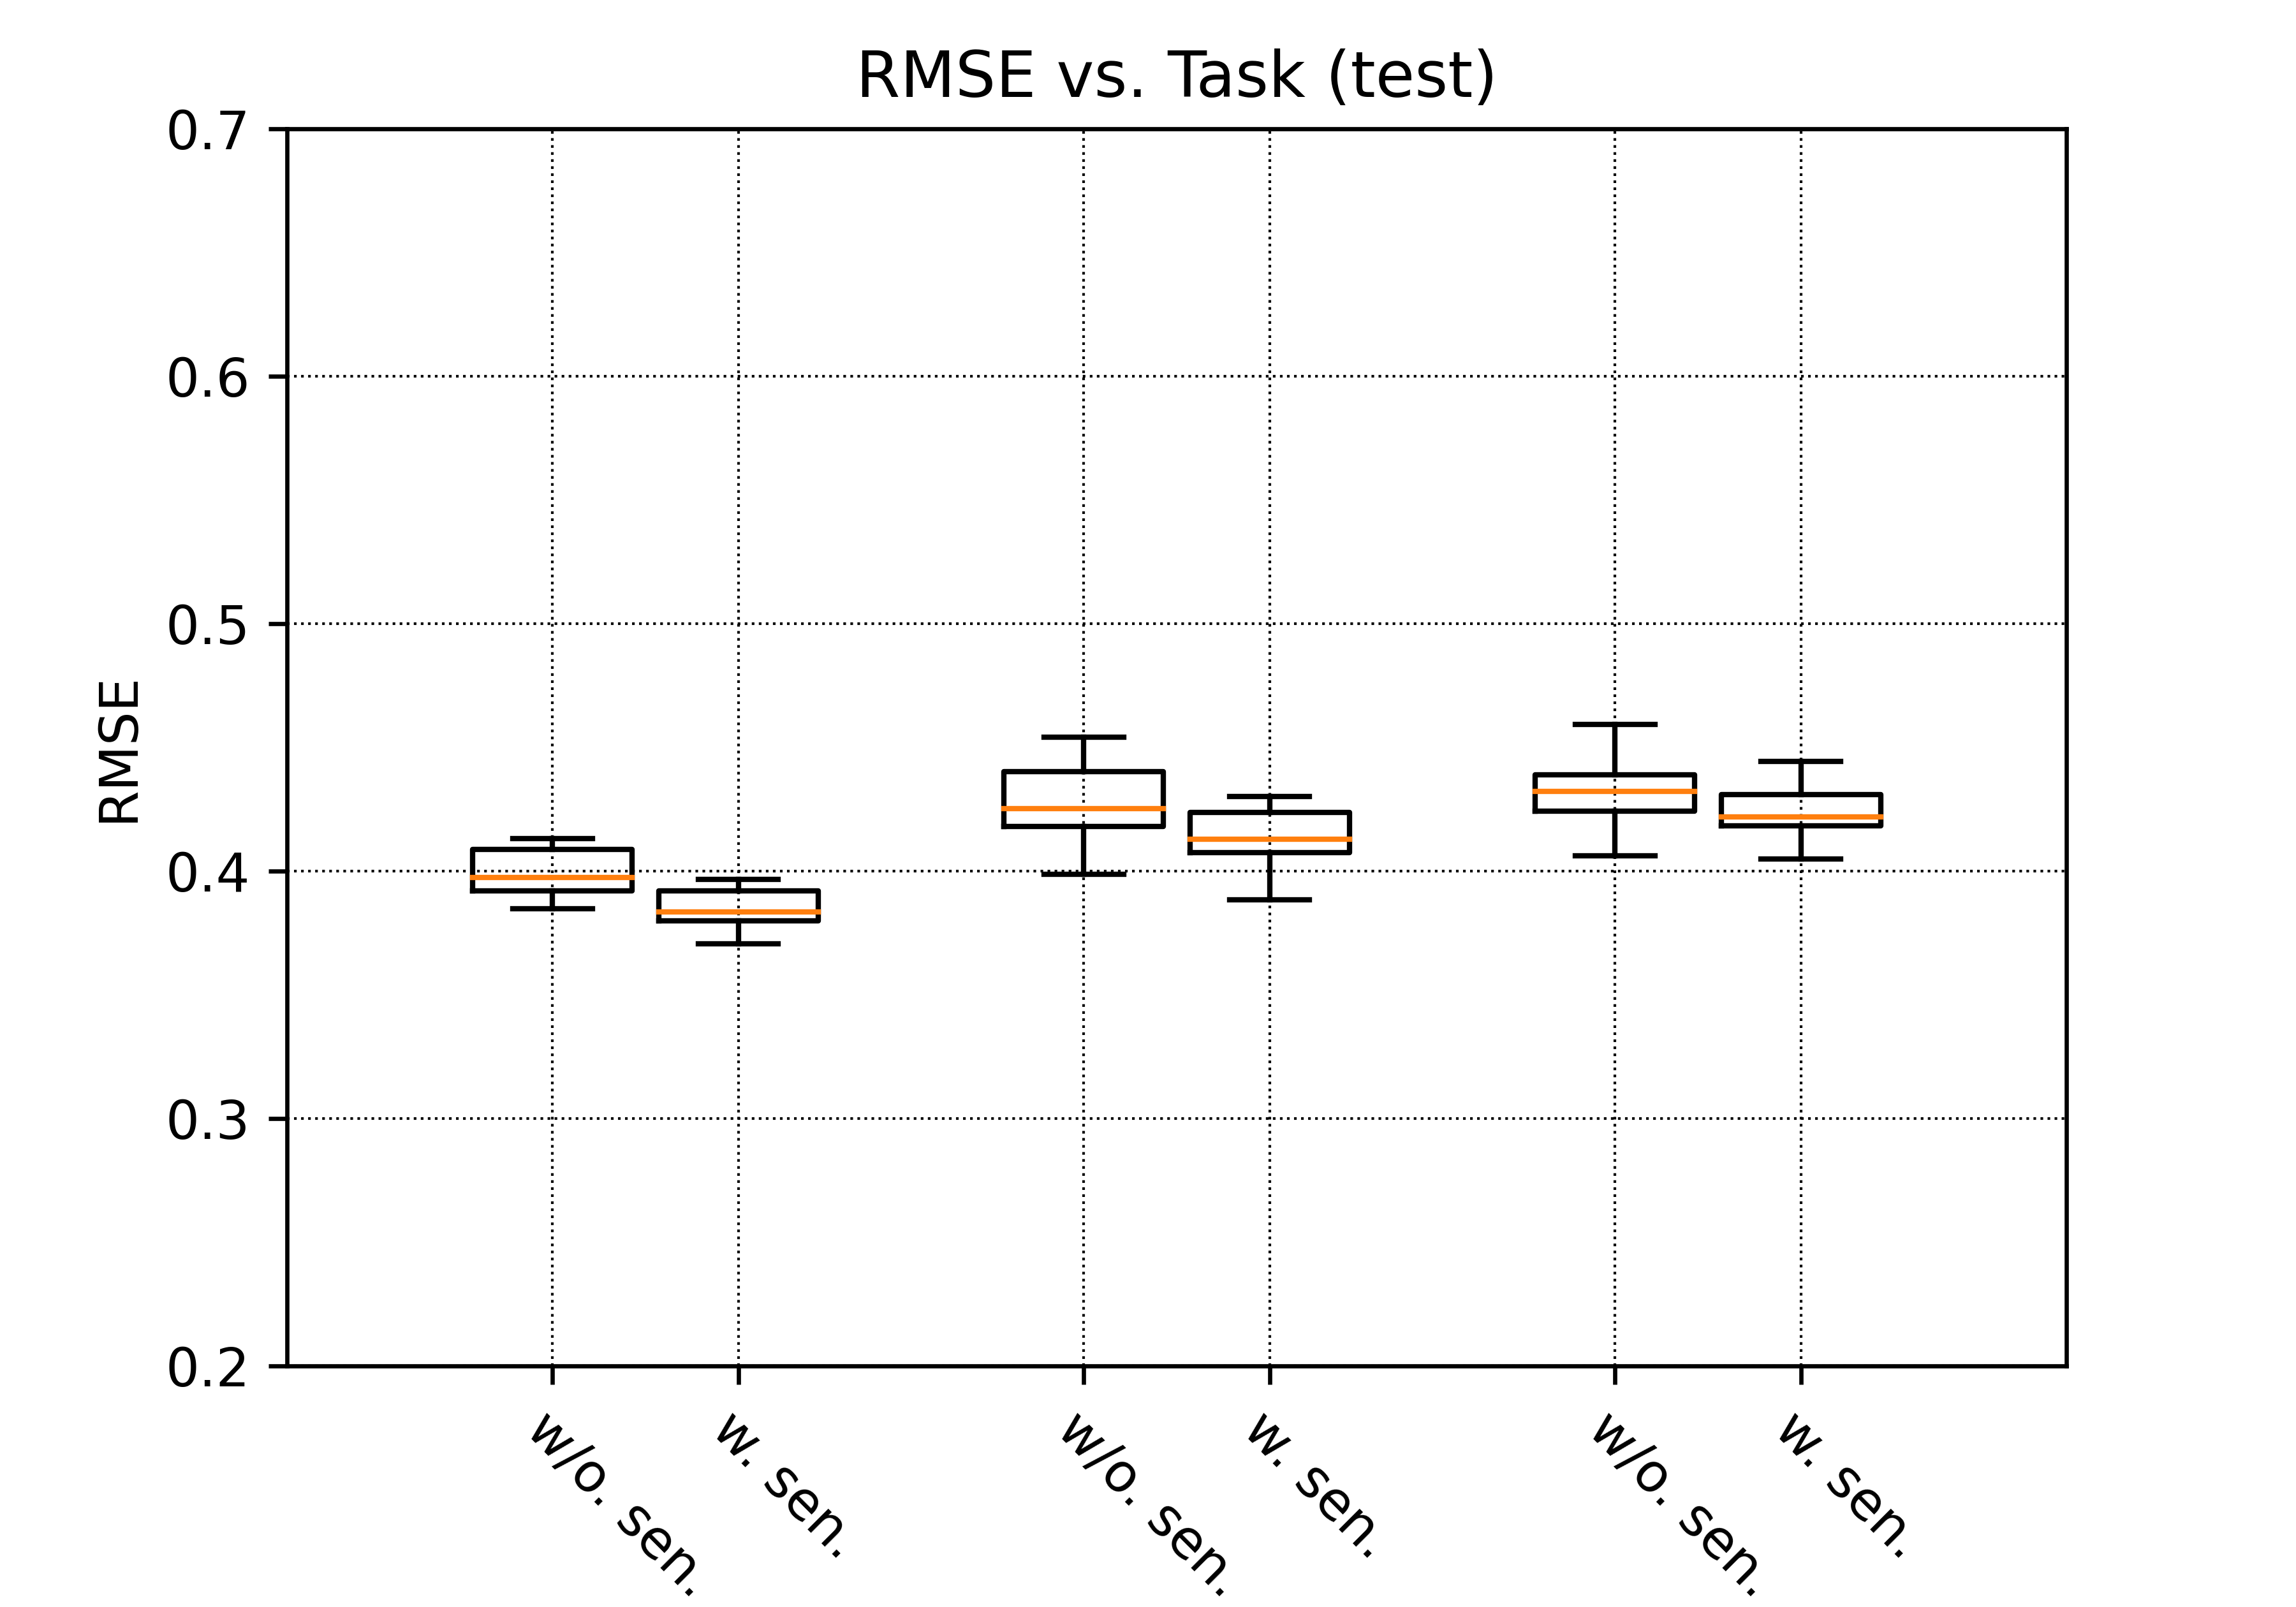 RMSE vs. Task (test)
0.7
0.6
0.5
0.4
0.3
0.2
RMSE
w/o. sen.
w. sen.
w/o. sen.
w. sen.
w/o. sen.
w. sen.